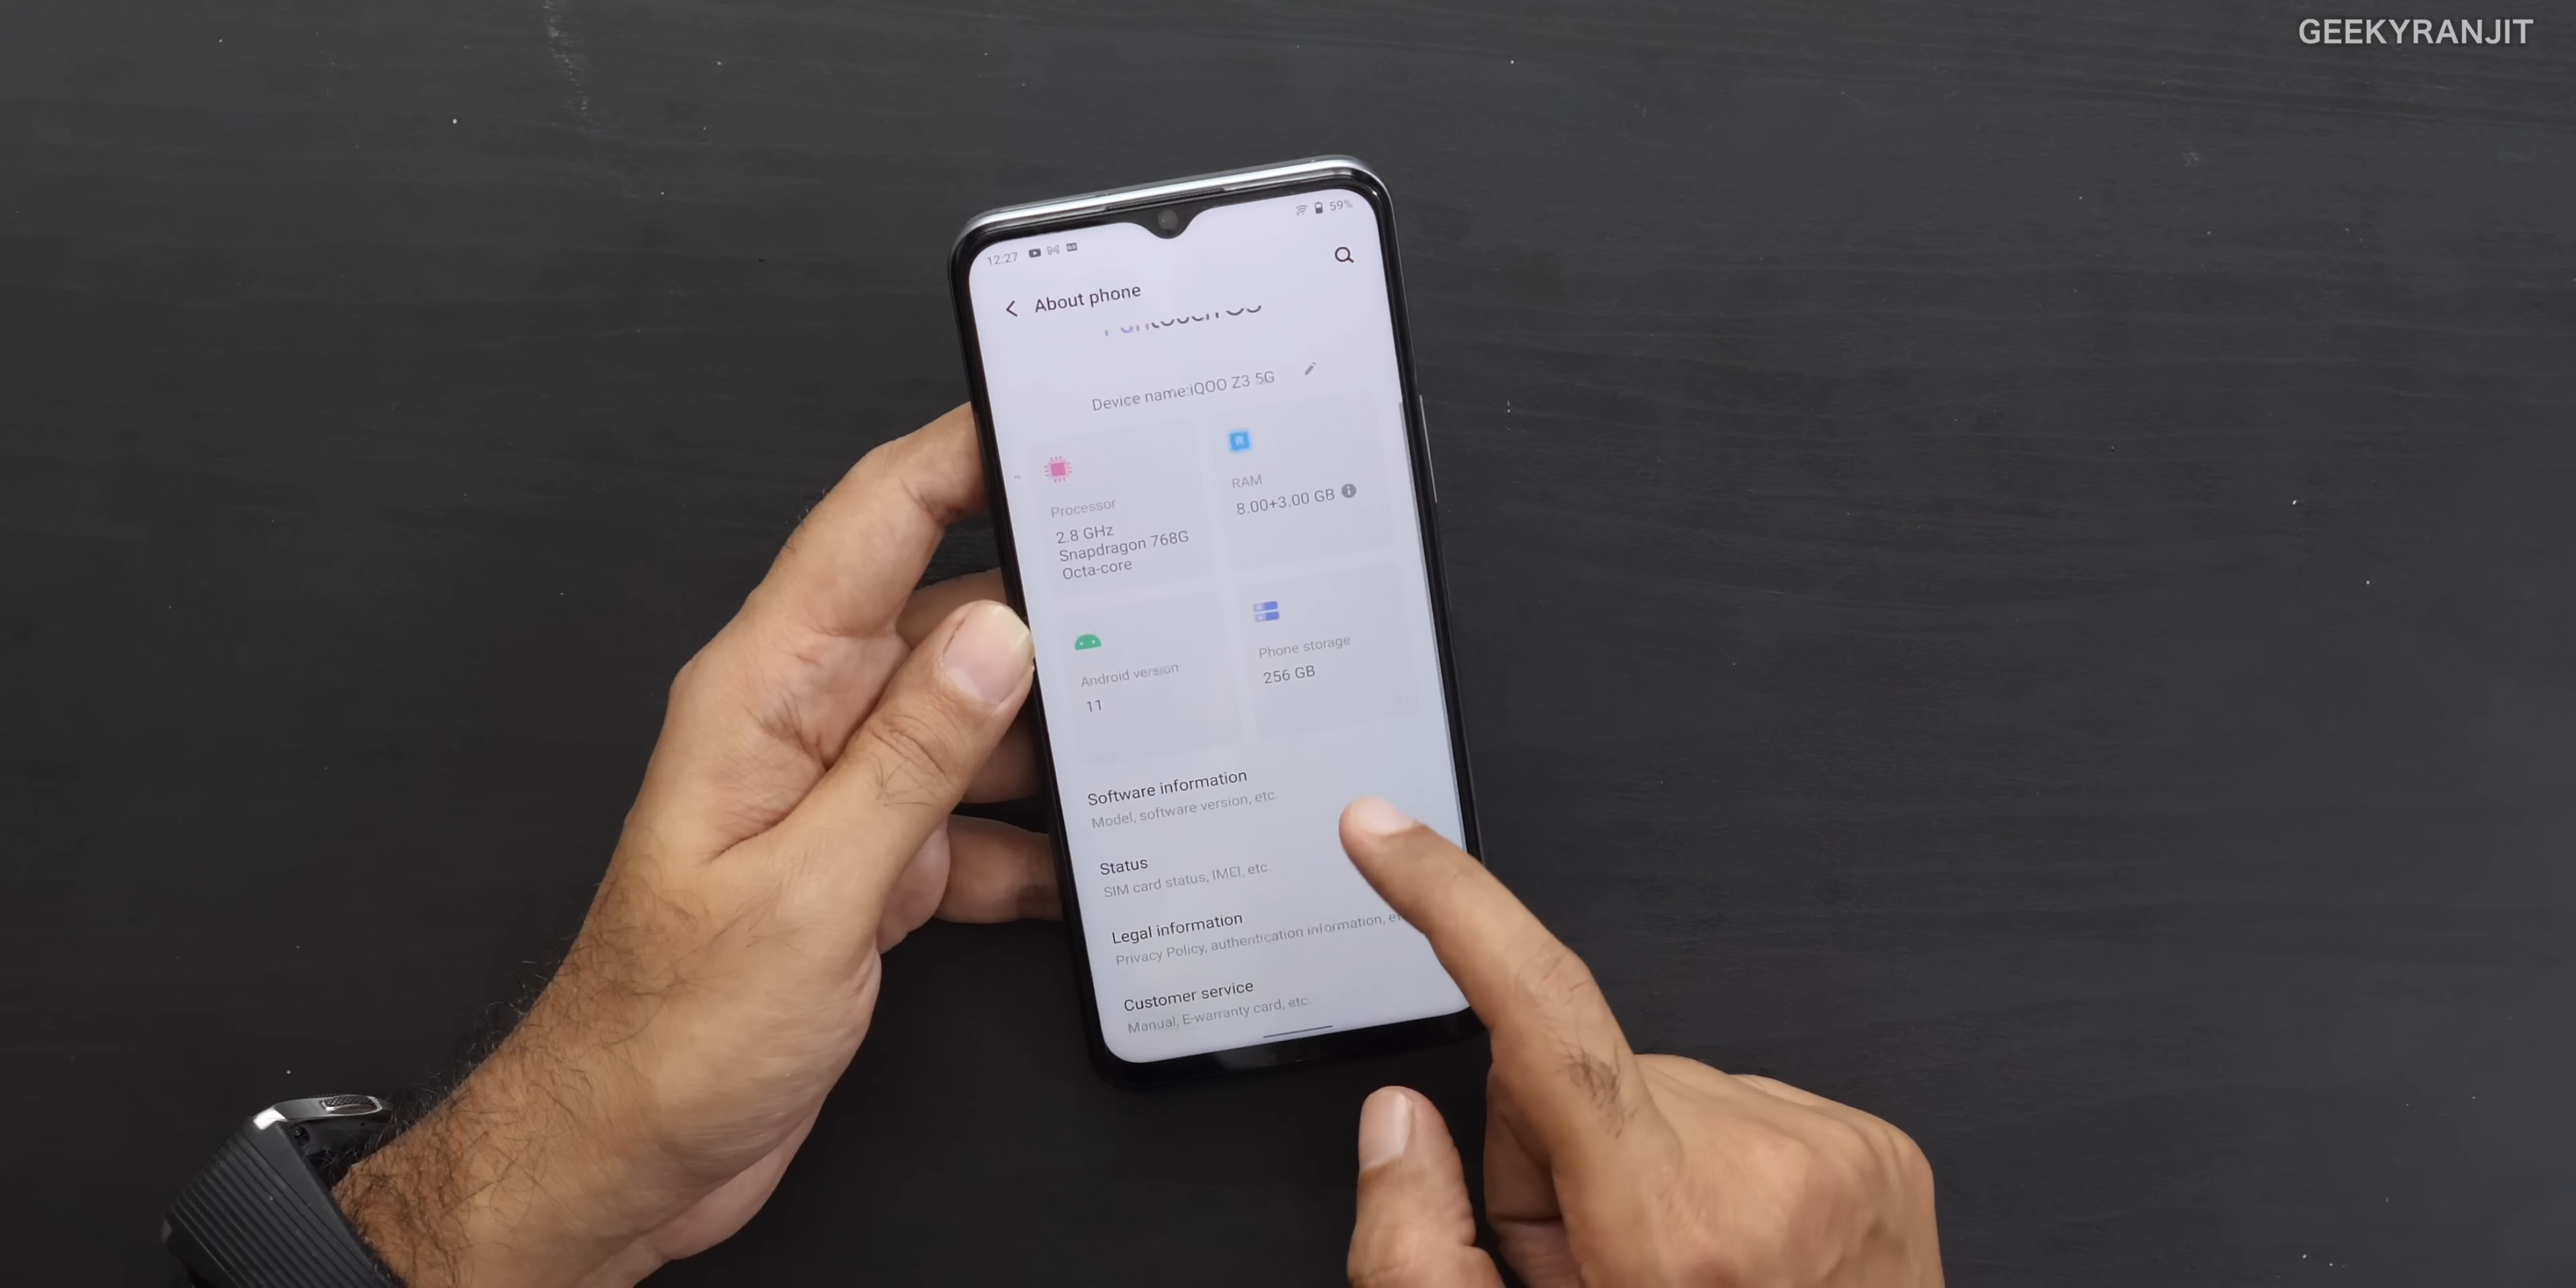 GEEKYRANJIT
12:27
59%
About phone
Funtouch OS
Device name:iQOO Z3 5G
Processor
2.8 GHz
Snapdragon 768G
Octa-core
RAM
8.00+3.00 GB
Android version
11
Phone storage
256 GB
Software information
Model, software version, etc.
Status
SIM card status, IMEI, etc.
Legal information
Privacy Policy, authentication information,
Customer service
Manual, E-warranty card, etc.